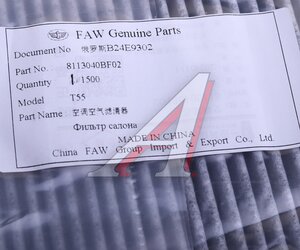 FAW Genuine Parts
Document No 俄罗斯B24E9302
Part No. 8113040BF02
Quantity 1/1500
Model T55
Part Name : 空调空气滤清器
Фильтр салона
MADE IN CHINA
China FAW Group Import & Export Co., Ltd